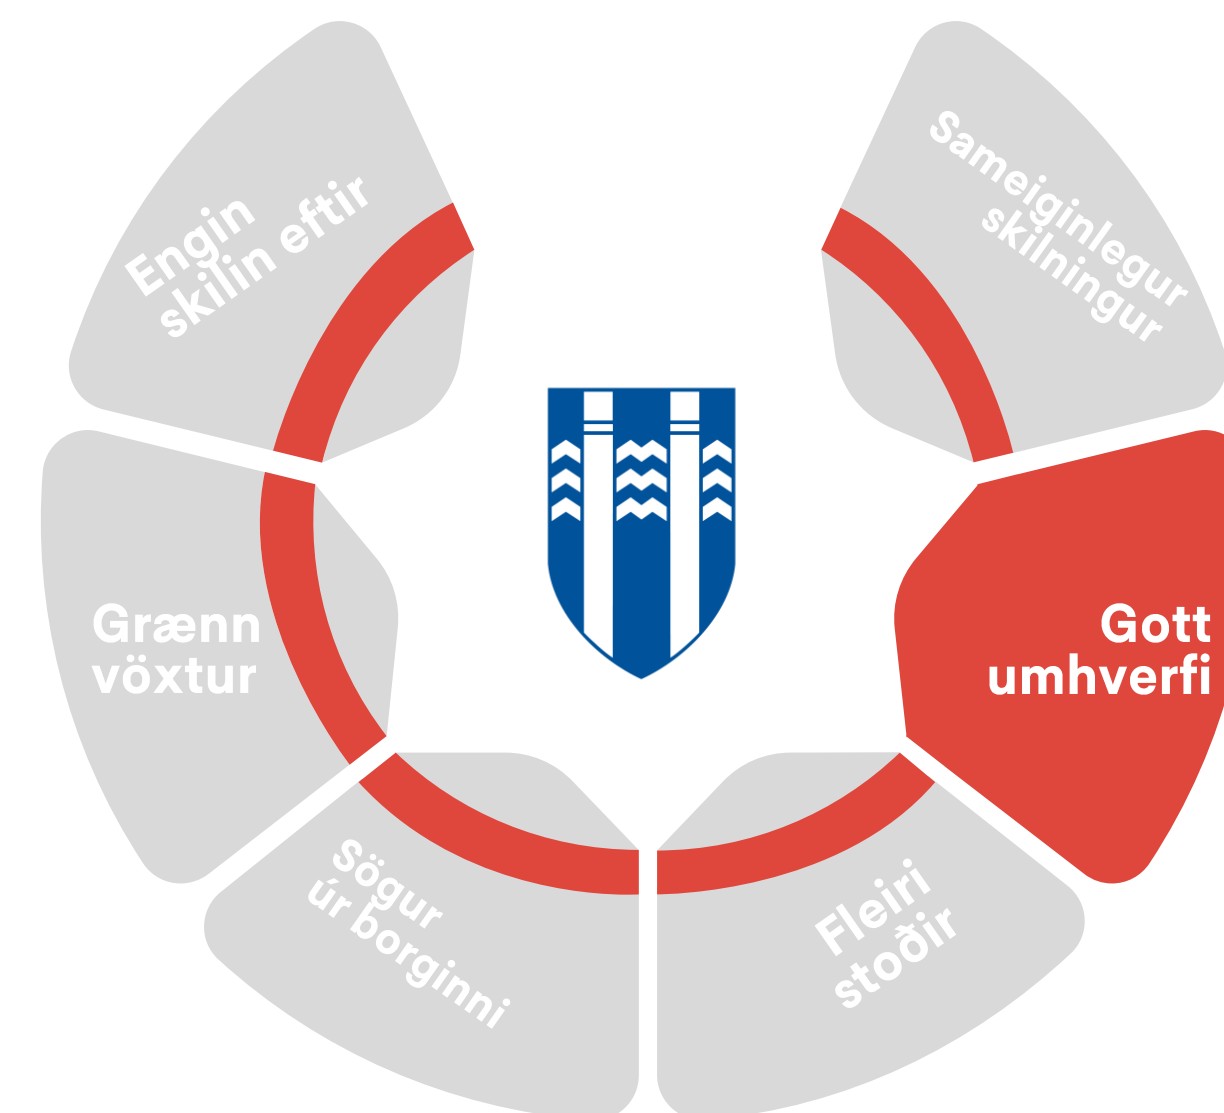 Engin
skilin eftir
Sameiginlegur
skilningur
Grænn
vöxtur
Gott
umhverfi
Sögur
úr borginni
Fleiri
stoðir